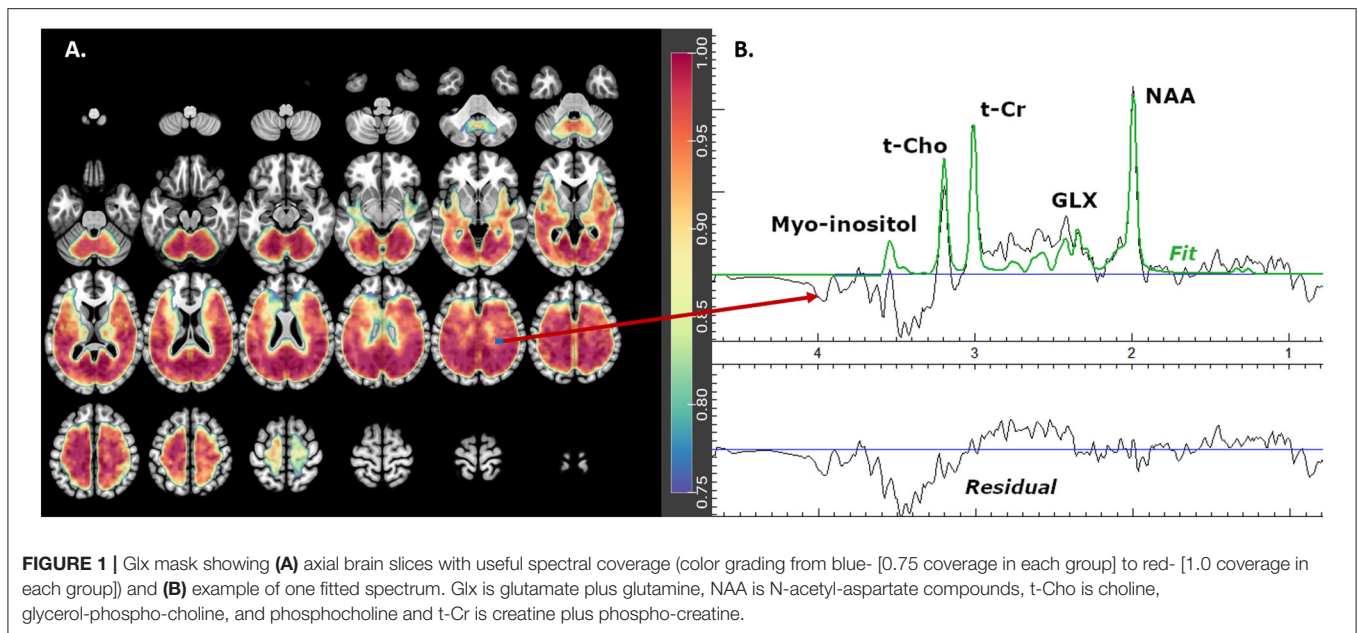 A.
1.00
0.95
0.90
0.85
0.80
0.75
B.
NAA
t-Cr
t-Cho
GLX
Myo-inositol
Fit
4 3 2 1
Residual
FIGURE 1 | Glx mask showing (A) axial brain slices with useful spectral coverage (color grading from blue- [0.75 coverage in each group] to red- [1.0 coverage in
each group]) and (B) example of one fitted spectrum. Glx is glutamate plus glutamine, NAA is N-acetyl-aspartate compounds, t-Cho is choline,
glycerol-phospho-choline, and phosphocholine and t-Cr is creatine plus phospho-creatine.